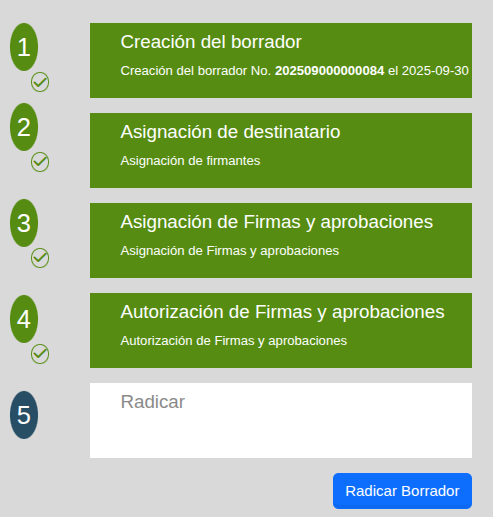 1
Creación del borrador
Creación del borrador No. 202509000000084 el 2025-09-30
2
Asignación de destinatario
Asignación de firmantes
3
Asignación de Firmas y aprobaciones
Asignación de Firmas y aprobaciones
4
Autorización de Firmas y aprobaciones
Autorización de Firmas y aprobaciones
5
Radicar
Radicar Borrador